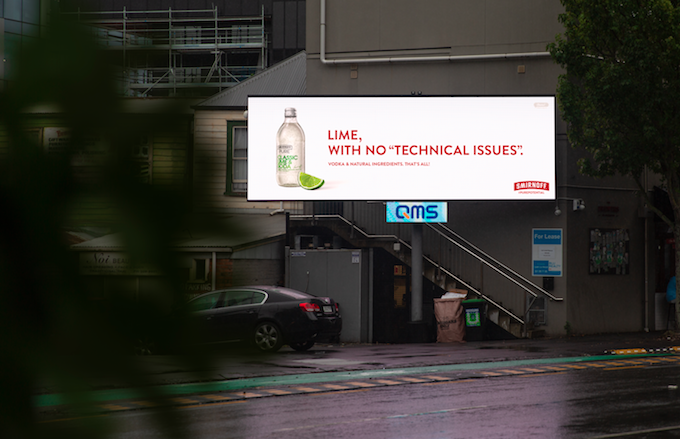 LIME,
WITH NO "TECHNICAL ISSUES".
VODKA & NATURAL INGREDIENTS. THAT'S ALL!
SMIRNOFF
QMS
For Lease